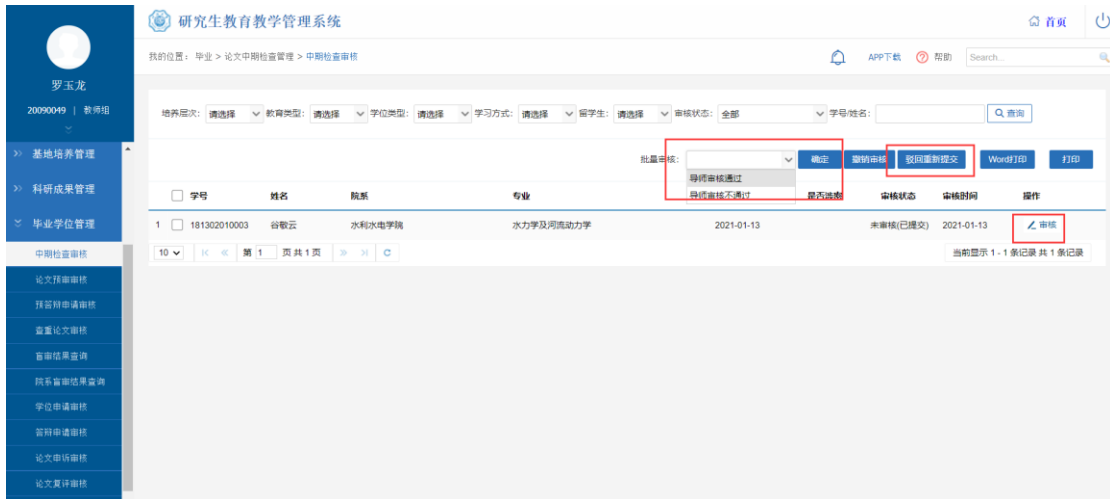 研究生教育教学管理系统
首页
我的位置： 毕业 > 论文中期检查管理 > 中期检查审核
APP下载 帮助 Search...
罗玉龙
20090049 | 教师组
基地培养管理
科研成果管理
毕业学位管理
中期检查审核
论文预审审核
预答辩申请审核
查重论文审核
盲审结果查询
院系盲审结果查询
学位申请审核
答辩申请审核
论文申诉审核
论文复评审核
培养层次: 请选择 教育类型: 请选择 学位类型: 请选择 学习方式: 请选择 留学生: 请选择 审核状态: 全部 学号/姓名: 查询
批量审核: 确定 撤销审核 驳回重新提交 Word打印 打印
导师审核通过
导师审核不通过
学号 姓名 院系 专业 是否涉密 审核状态 审核时间 操作
1 181302010003 谷敬云 水利水电学院 水力学及河流动力学 2021-01-13 未审核(已提交) 2021-01-13 审核
10 第 1 页共1页 当前显示 1 - 1 条记录 共 1 条记录